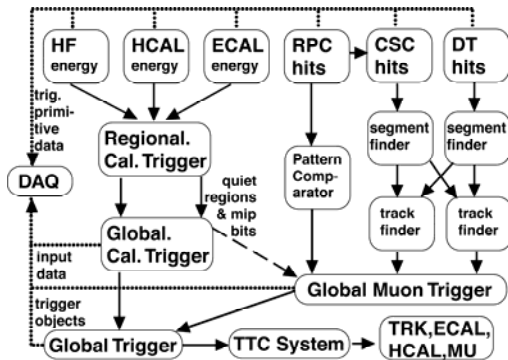 HF
energy
HCAL
energy
ECAL
energy
RPC
hits
CSC
hits
DT
hits
trig.
primi-
tive
data
DAQ
Regional.
Cal. Trigger
segment
finder
segment
finder
Pattern
Comp-
arator
quiet
regions
& mip
bits
Global.
Cal. Trigger
track
finder
track
finder
input
data
Global Muon Trigger
trigger
objects
Global Trigger
TTC System
TRK,ECAL,
HCAL,MU